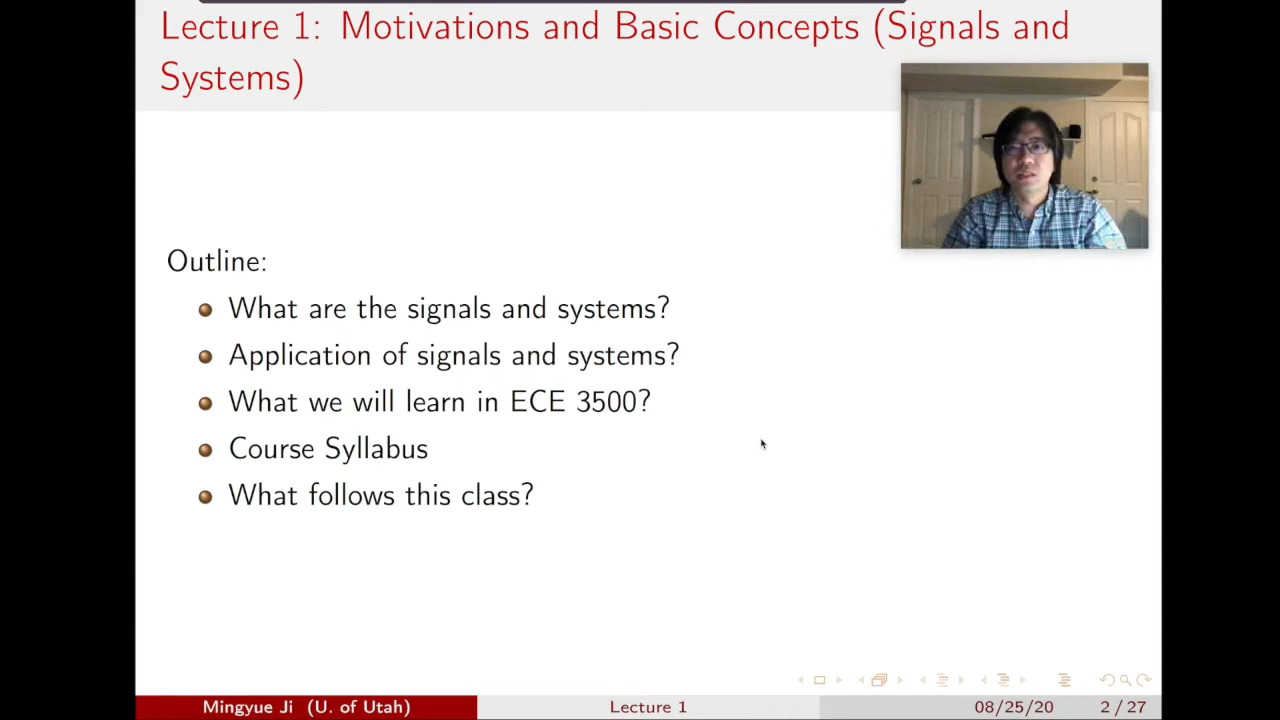 Lecture 1: Motivations and Basic Concepts (Signals and
Systems)
Outline:
What are the signals and systems?
Application of signals and systems?
What we will learn in ECE 3500?
Course Syllabus
What follows this class?
Mingyue Ji (U. of Utah) Lecture 1 08/25/20 2 / 27